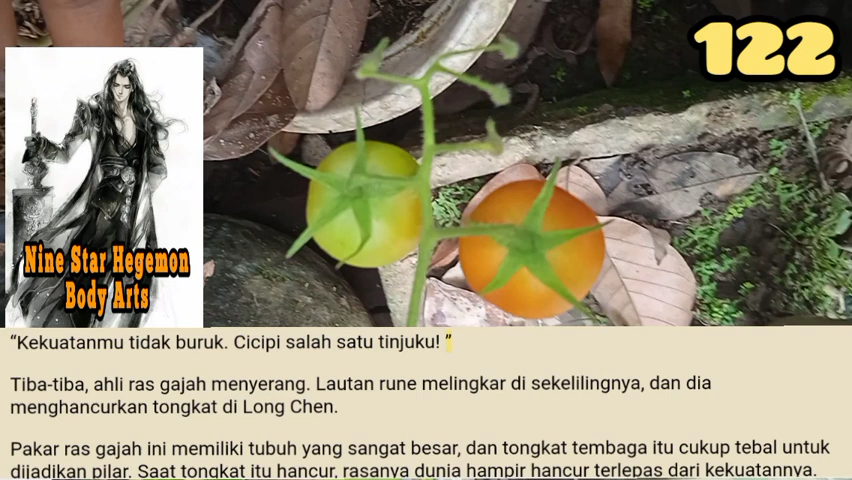 122
Nine Star Hegemon
Body Arts
“Kekuatanmu tidak buruk. Cicipi salah satu tinjuku! ”
Tiba-tiba, ahli ras gajah menyerang. Lautan rune melingkar di sekelilingnya, dan dia
menghancurkan tongkat di Long Chen.
Pakar ras gajah ini memiliki tubuh yang sangat besar, dan tongkat tembaga itu cukup tebal untuk
dijadikan pilar. Saat tongkat itu hancur, rasanya dunia hampir hancur terlepas dari kekuatannya.